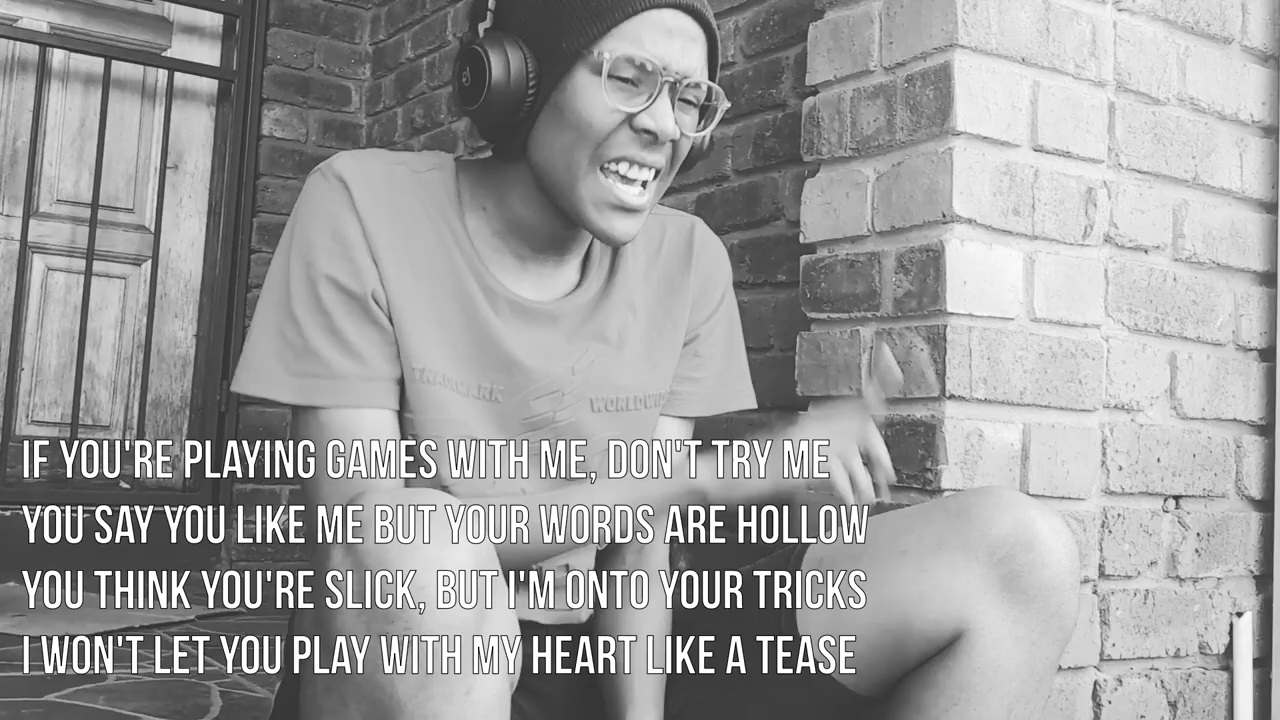 TRADEMARK WORLDWIDE
IF YOU'RE PLAYING GAMES WITH ME, DON'T TRY ME
YOU SAY YOU LIKE ME BUT YOUR WORDS ARE HOLLOW
YOU THINK YOU'RE SLICK, BUT I'M ONTO YOUR TRICKS
I WON'T LET YOU PLAY WITH MY HEART LIKE A TEASE